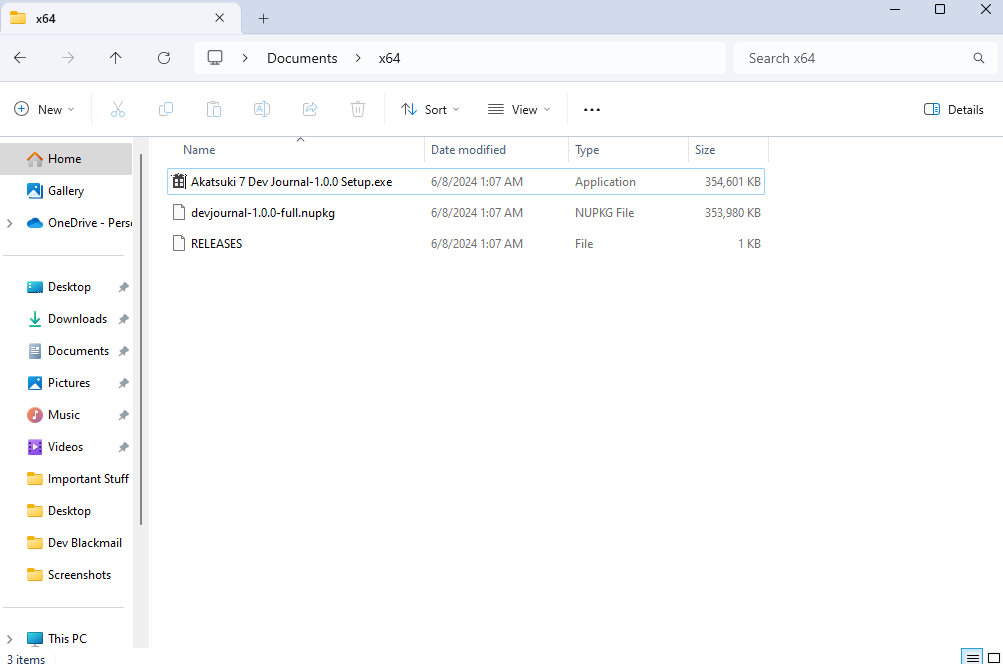 x64
Documents
x64
Search x64
New
Sort
View
Details
Home
Gallery
OneDrive - Pers
Desktop
Downloads
Documents
Pictures
Music
Videos
Important Stuff
Desktop
Dev Blackmail
Screenshots
This PC
Name Date modified Type Size
Akatsuki 7 Dev Journal-1.0.0 Setup.exe 6/8/2024 1:07 AM Application 354,601 KB
devjournal-1.0.0-full.nupkg 6/8/2024 1:07 AM NUPKG File 353,980 KB
RELEASES 6/8/2024 1:07 AM File 1 KB
3 items